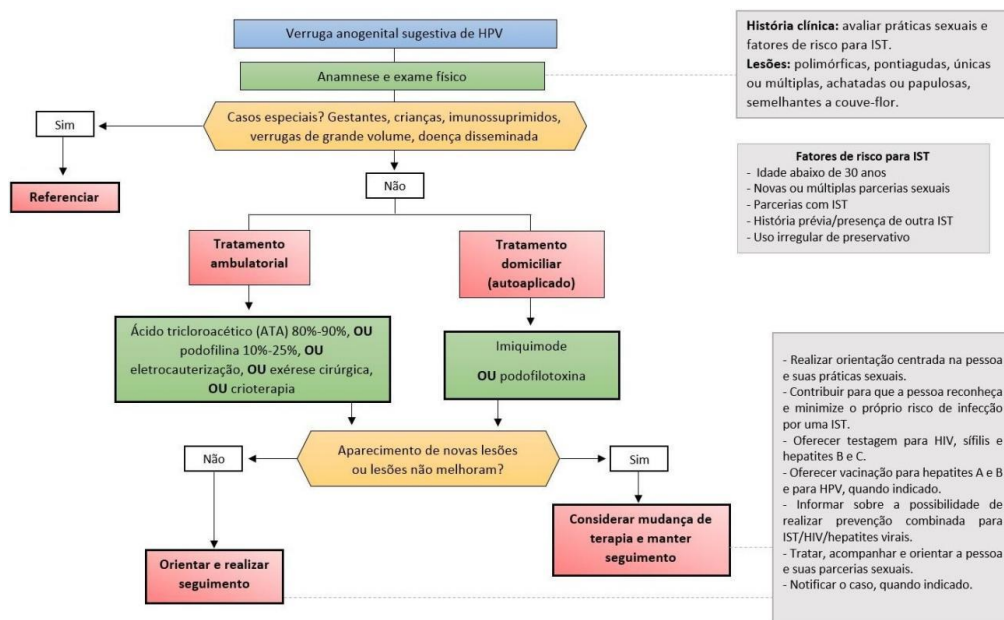 Verruga anogenital sugestiva de HPV
Anamnese e exame físico
História clínica: avaliar práticas sexuais e
fatores de risco para IST.
Lesões: polimórficas, pontiagudas, únicas
ou múltiplas, achatadas ou papulosas,
semelhantes a couve-flor.
Casos especiais? Gestantes, crianças, imunossuprimidos,
verrugas de grande volume, doença disseminada
Sim
Referenciar
Não
Fatores de risco para IST
- Idade abaixo de 30 anos
- Novas ou múltiplas parcerias sexuais
- Parcerias com IST
- História prévia/presença de outra IST
- Uso irregular de preservativo
Tratamento
ambulatorial
Tratamento
domiciliar
(autoaplicado)
Ácido tricloroacético (ATA) 80%-90%, OU
podofilina 10%-25%, OU
eletrocauterização, OU exérese cirúrgica,
OU crioterapia
Imiquimode
OU podofilotoxina
Aparecimento de novas lesões
ou lesões não melhoram?
Não
Sim
Orientar e realizar
seguimento
Considerar mudança de
terapia e manter
seguimento
- Realizar orientação centrada na pessoa
e suas práticas sexuais.
- Contribuir para que a pessoa reconheça
e minimize o próprio risco de infecção
por uma IST.
- Oferecer testagem para HIV, sífilis e
hepatites B e C.
- Oferecer vacinação para hepatites A e B
e para HPV, quando indicado.
- Informar sobre a possibilidade de
realizar prevenção combinada para
IST/HIV/hepatites virais.
- Tratar, acompanhar e orientar a pessoa
e suas parcerias sexuais.
- Notificar o caso, quando indicado.